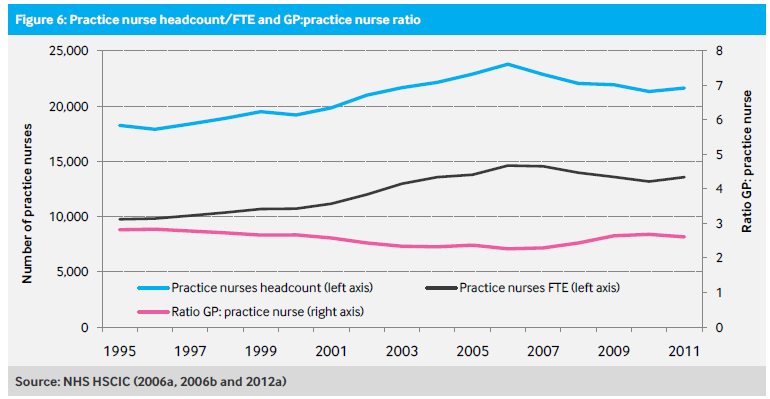 Figure 6: Practice nurse headcount/FTE and GP:practice nurse ratio
Number of practice nurses
25,000
20,000
15,000
10,000
5,000
0
8
7
6
5
4
3
2
1
0
Ratio GP: practice nurse
Practice nurses headcount (left axis)
Practice nurses FTE (left axis)
Ratio GP: practice nurse (right axis)
1995 1997 1999 2001 2003 2005 2007 2009 2011
Source: NHS HSCIC (2006a, 2006b and 2012a)